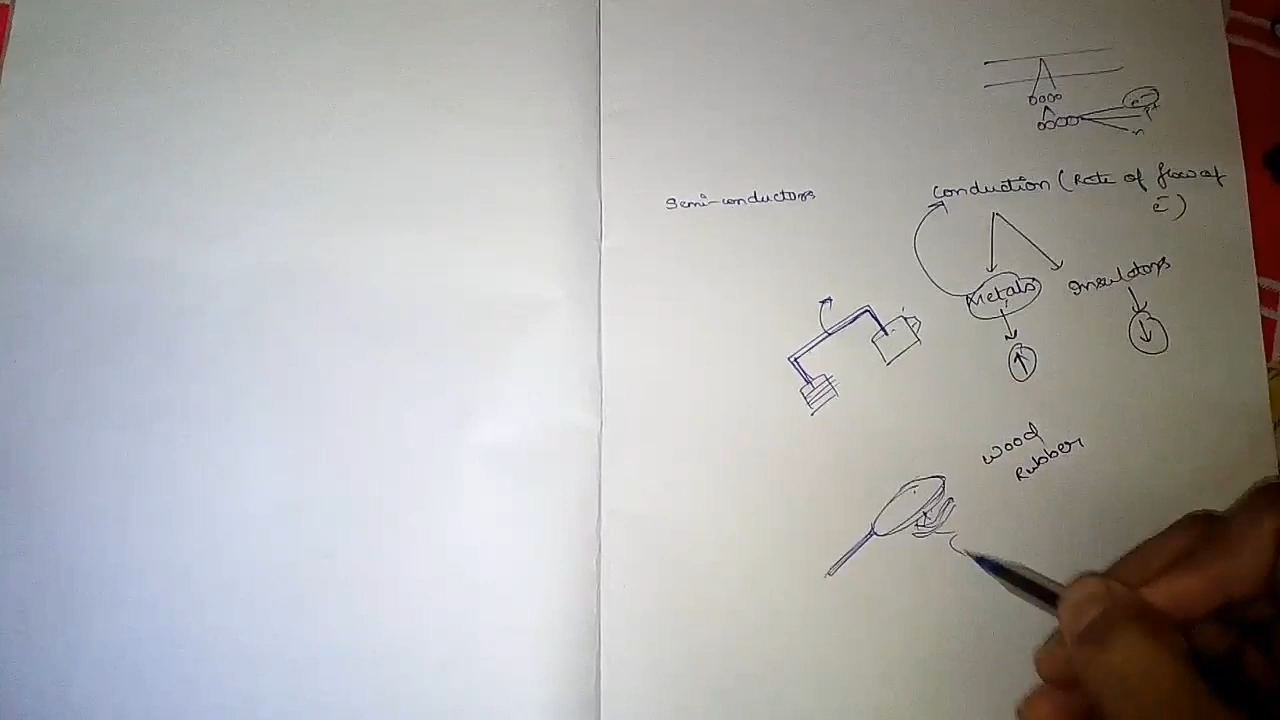 e-
p+
n
Semi-conductors
Conduction (Rate of flow of
e-)
Metals
Insulators
wood
Rubber